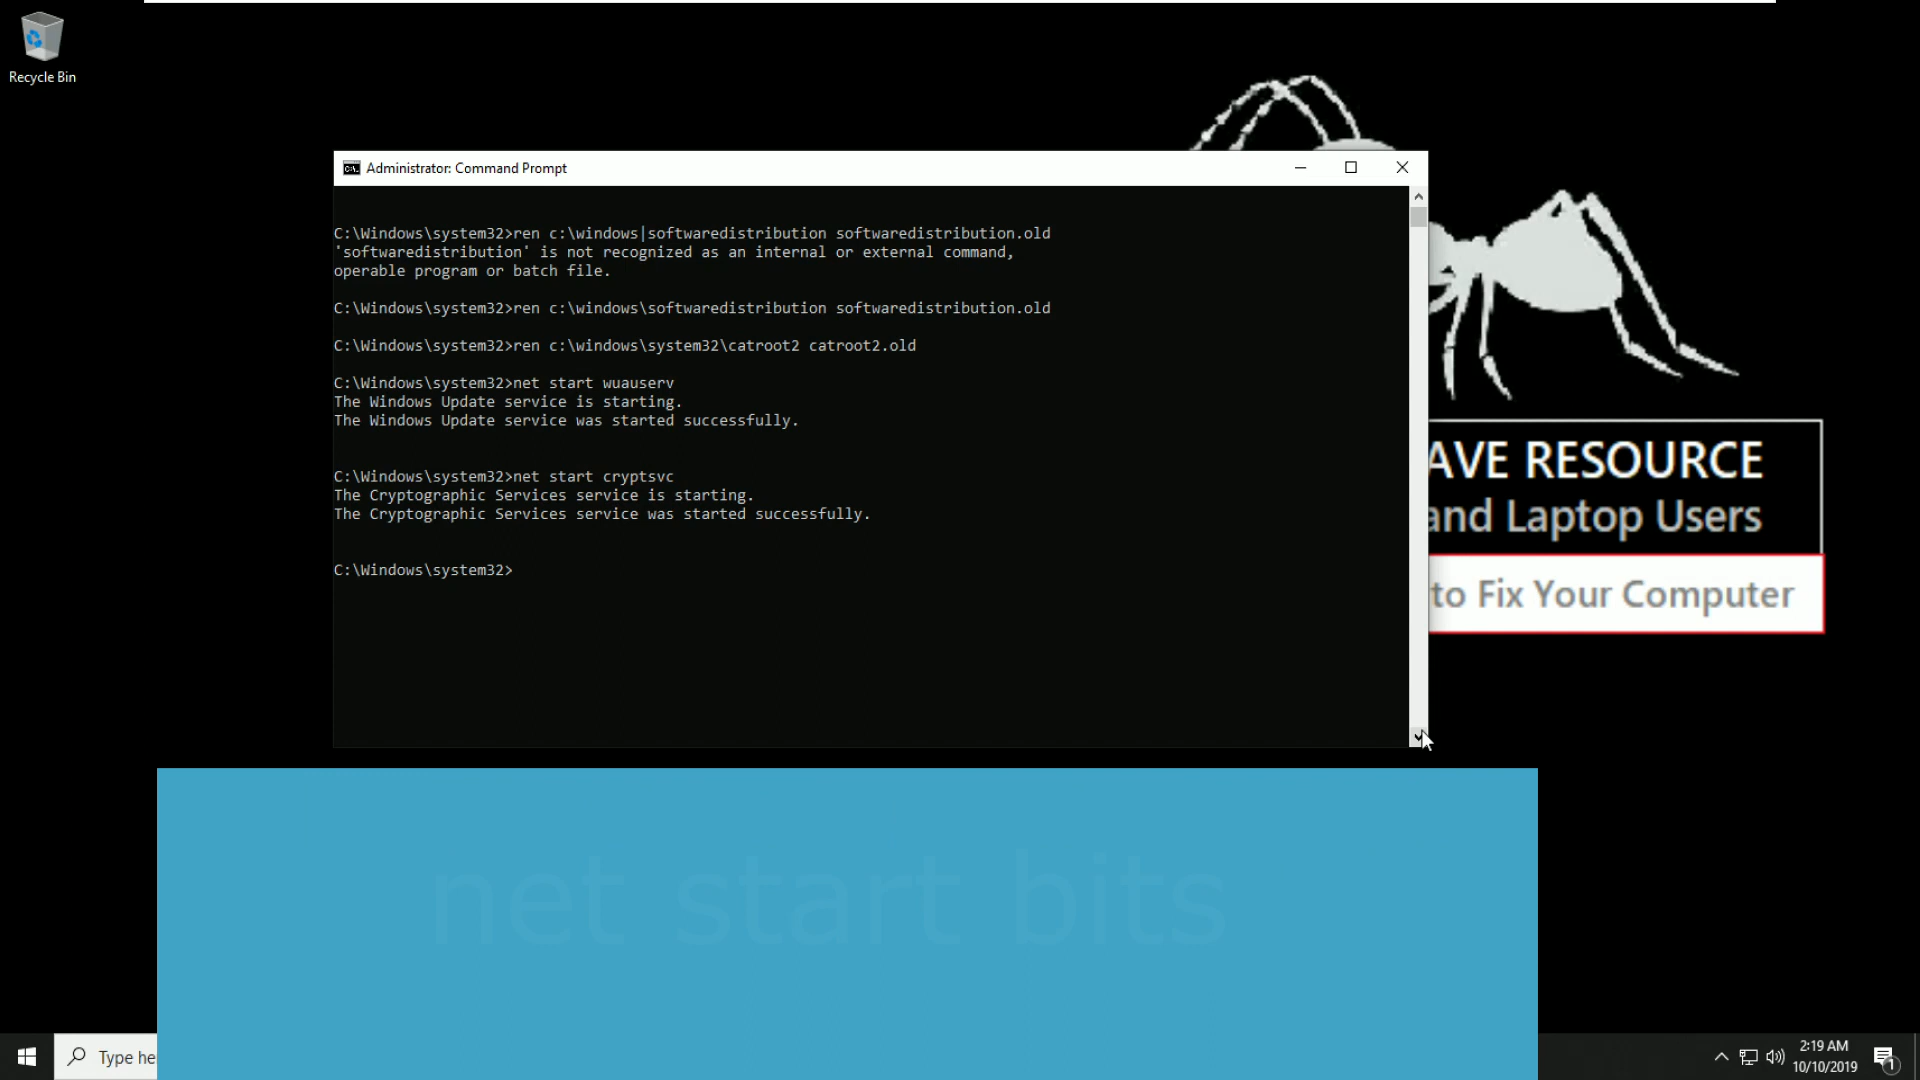 Recycle Bin
Administrator: Command Prompt
C:\Windows\system32>ren c:\windows|softwaredistribution softwaredistribution.old
'softwaredistribution' is not recognized as an internal or external command,
operable program or batch file.
C:\Windows\system32>ren c:\windows\softwaredistribution softwaredistribution.old
C:\Windows\system32>ren c:\windows\system32\catroot2 catroot2.old
C:\Windows\system32>net start wuauserv
The Windows Update service is starting.
The Windows Update service was started successfully.
C:\Windows\system32>net start cryptsvc
The Cryptographic Services service is starting.
The Cryptographic Services service was started successfully.
C:\Windows\system32>
AVE RESOURCE
and Laptop Users
to Fix Your Computer
net start bits
Type he
2:19 AM
10/10/2019
1